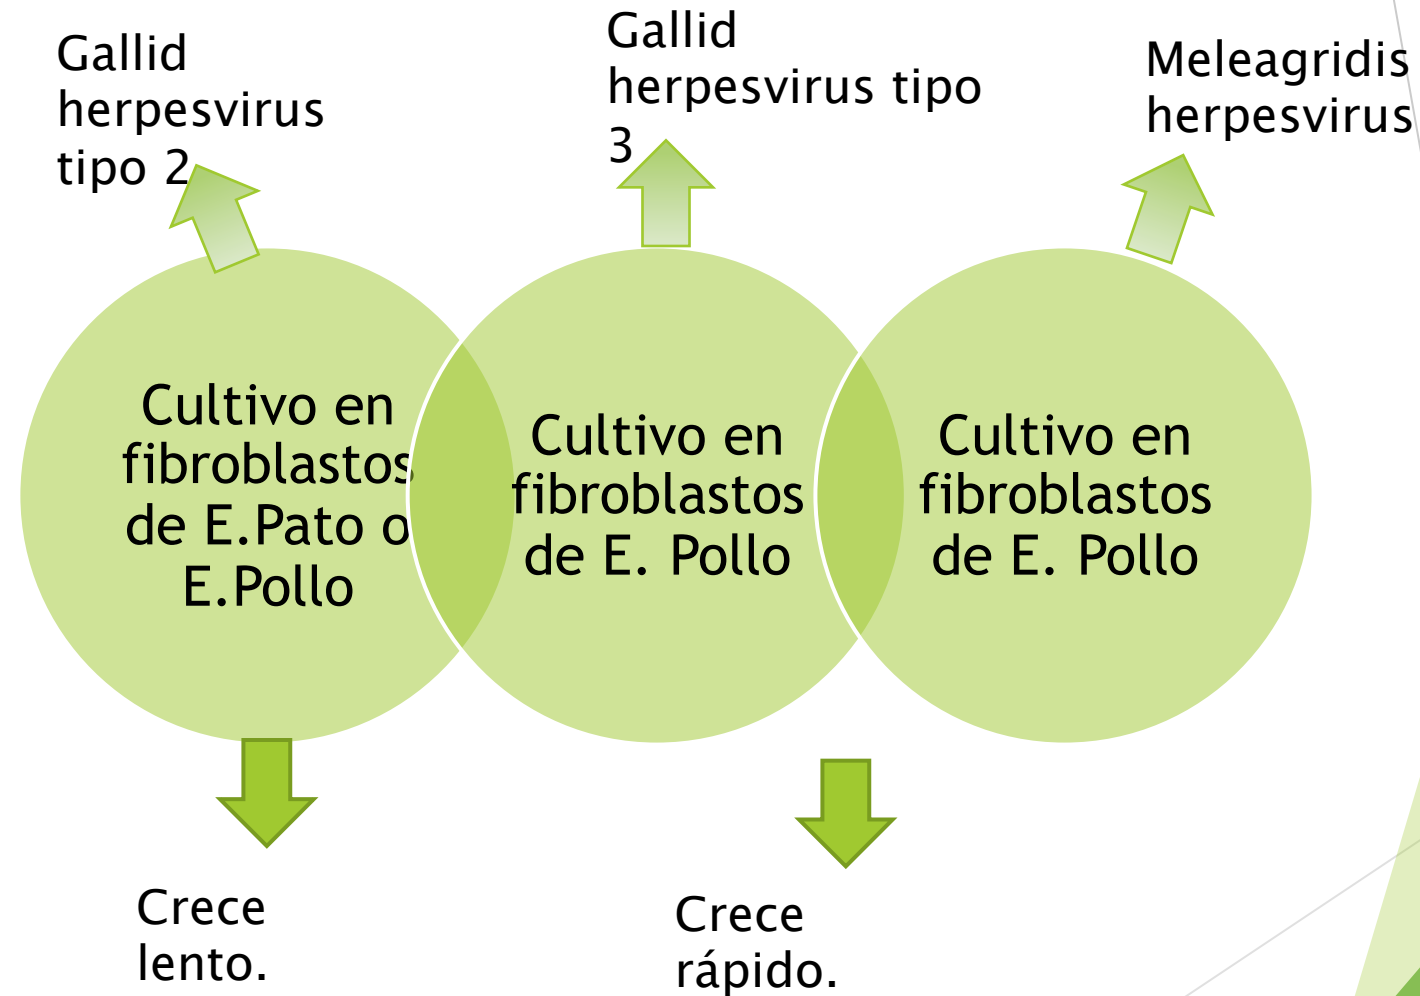 Gallid
herpesvirus
tipo 2
Gallid
herpesvirus tipo
3
Meleagridis
herpesvirus
Cultivo en
fibroblastos
de E.Pato o
E.Pollo
Cultivo en
fibroblastos
de E. Pollo
Cultivo en
fibroblastos
de E. Pollo
Crece
lento.
Crece
rápido.